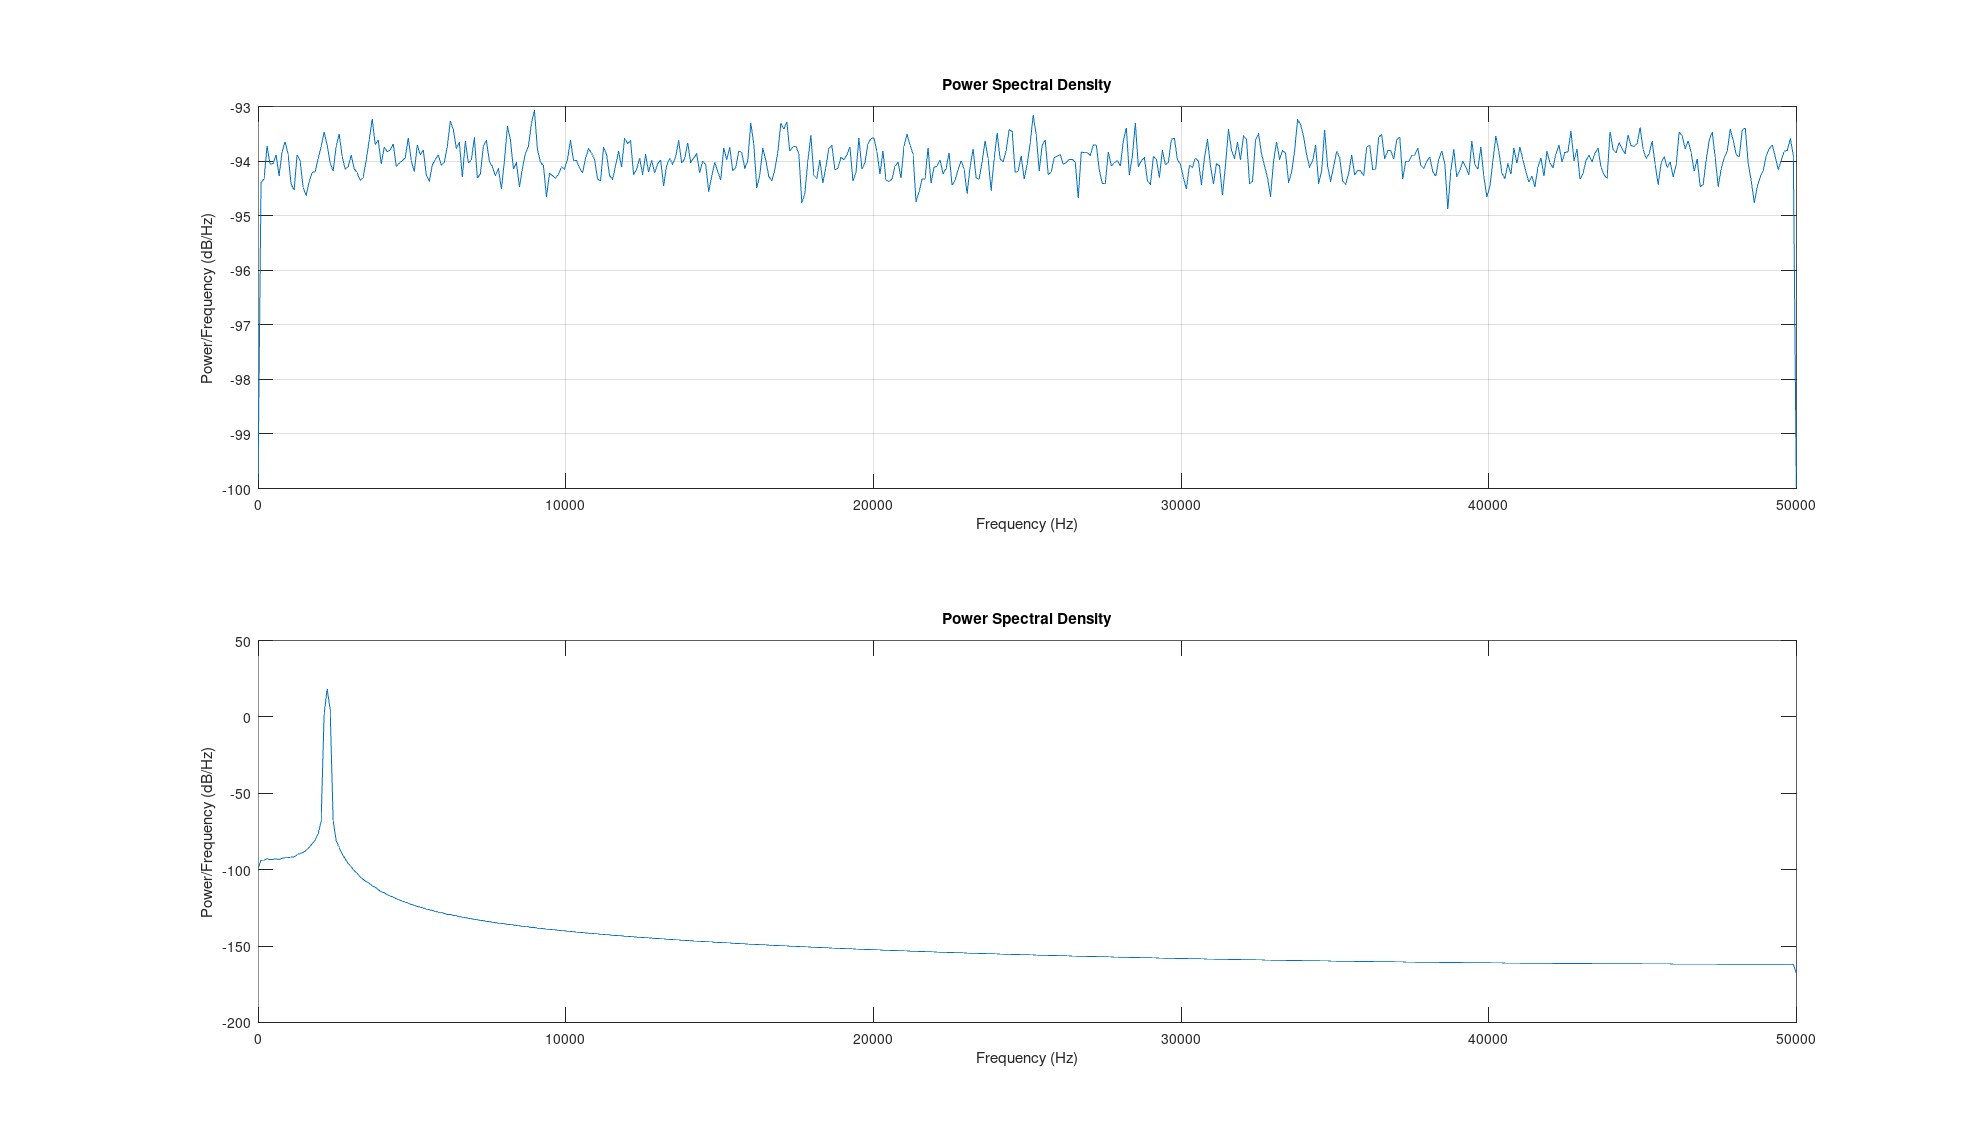 Power Spectral Density
-93
-94
-95
-96
-97
-98
-99
-100
Power/Frequency (dB/Hz)
0 10000 20000 30000 40000 50000
Frequency (Hz)
Power Spectral Density
50
0
-50
-100
-150
-200
Power/Frequency (dB/Hz)
0 10000 20000 30000 40000 50000
Frequency (Hz)